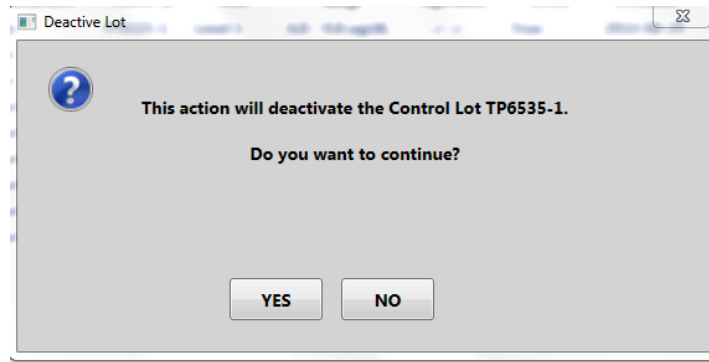 Deactive Lot
This action will deactivate the Control Lot TP6535-1.
Do you want to continue?
YES
NO